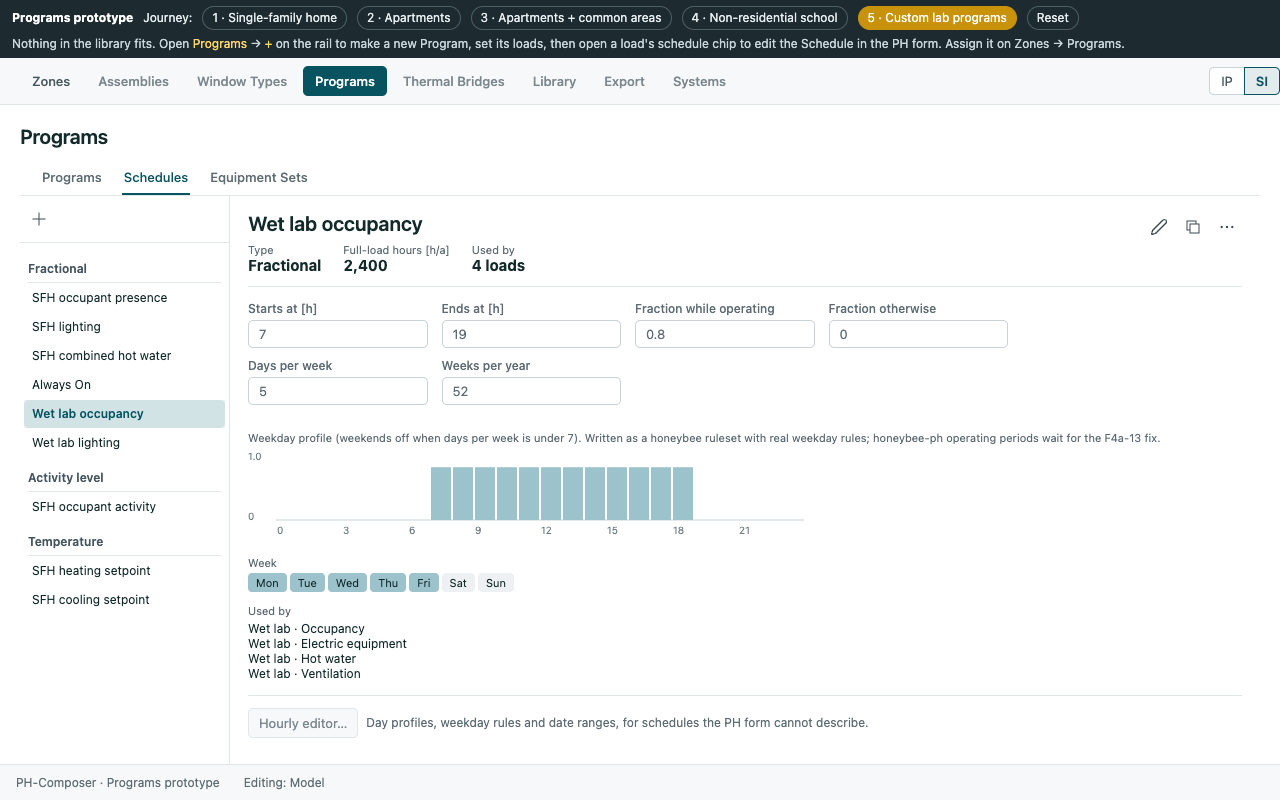 Programs prototype Journey: 1 · Single-family home 2 · Apartments 3 · Apartments + common areas 4 · Non-residential school 5 · Custom lab programs Reset
Nothing in the library fits. Open Programs → + on the rail to make a new Program, set its loads, then open a load's schedule chip to edit the Schedule in the PH form. Assign it on Zones → Programs.
Zones Assemblies Window Types Programs Thermal Bridges Library Export Systems IP SI
Programs
Programs Schedules Equipment Sets
Fractional
SFH occupant presence
SFH lighting
SFH combined hot water
Always On
Wet lab occupancy
Wet lab lighting
Activity level
SFH occupant activity
Temperature
SFH heating setpoint
SFH cooling setpoint
Wet lab occupancy
Type Full-load hours [h/a] Used by
Fractional 2,400 4 loads
Starts at [h] Ends at [h] Fraction while operating Fraction otherwise
7 19 0.8 0
Days per week Weeks per year
5 52
Weekday profile (weekends off when days per week is under 7). Written as a honeybee ruleset with real weekday rules; honeybee-ph operating periods wait for the F4a-13 fix.
1.0
0
0 3 6 9 12 15 18 21
Week
Mon Tue Wed Thu Fri Sat Sun
Used by
Wet lab · Occupancy
Wet lab · Electric equipment
Wet lab · Hot water
Wet lab · Ventilation
Hourly editor... Day profiles, weekday rules and date ranges, for schedules the PH form cannot describe.
PH-Composer · Programs prototype Editing: Model